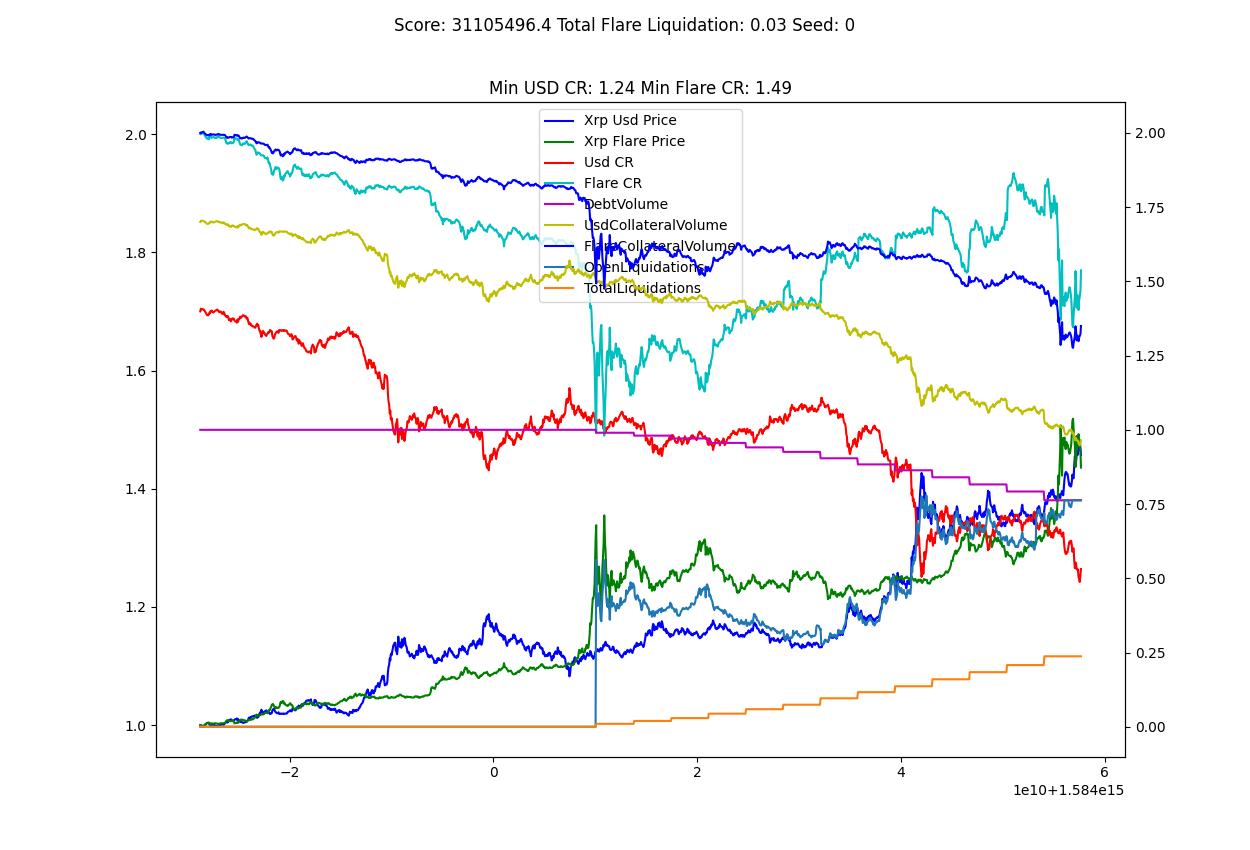 Score: 31105496.4 Total Flare Liquidation: 0.03 Seed: 0
Min USD CR: 1.24 Min Flare CR: 1.49
Xrp Usd Price
Xrp Flare Price
Usd CR
Flare CR
DebtVolume
UsdCollateralVolume
FlareCollateralVolume
OpenLiquidations
TotalLiquidations
2.0
1.8
1.6
1.4
1.2
1.0
2.00
1.75
1.50
1.25
1.00
0.75
0.50
0.25
0.00
−2
0
2
4
6
1e10+1.584e15